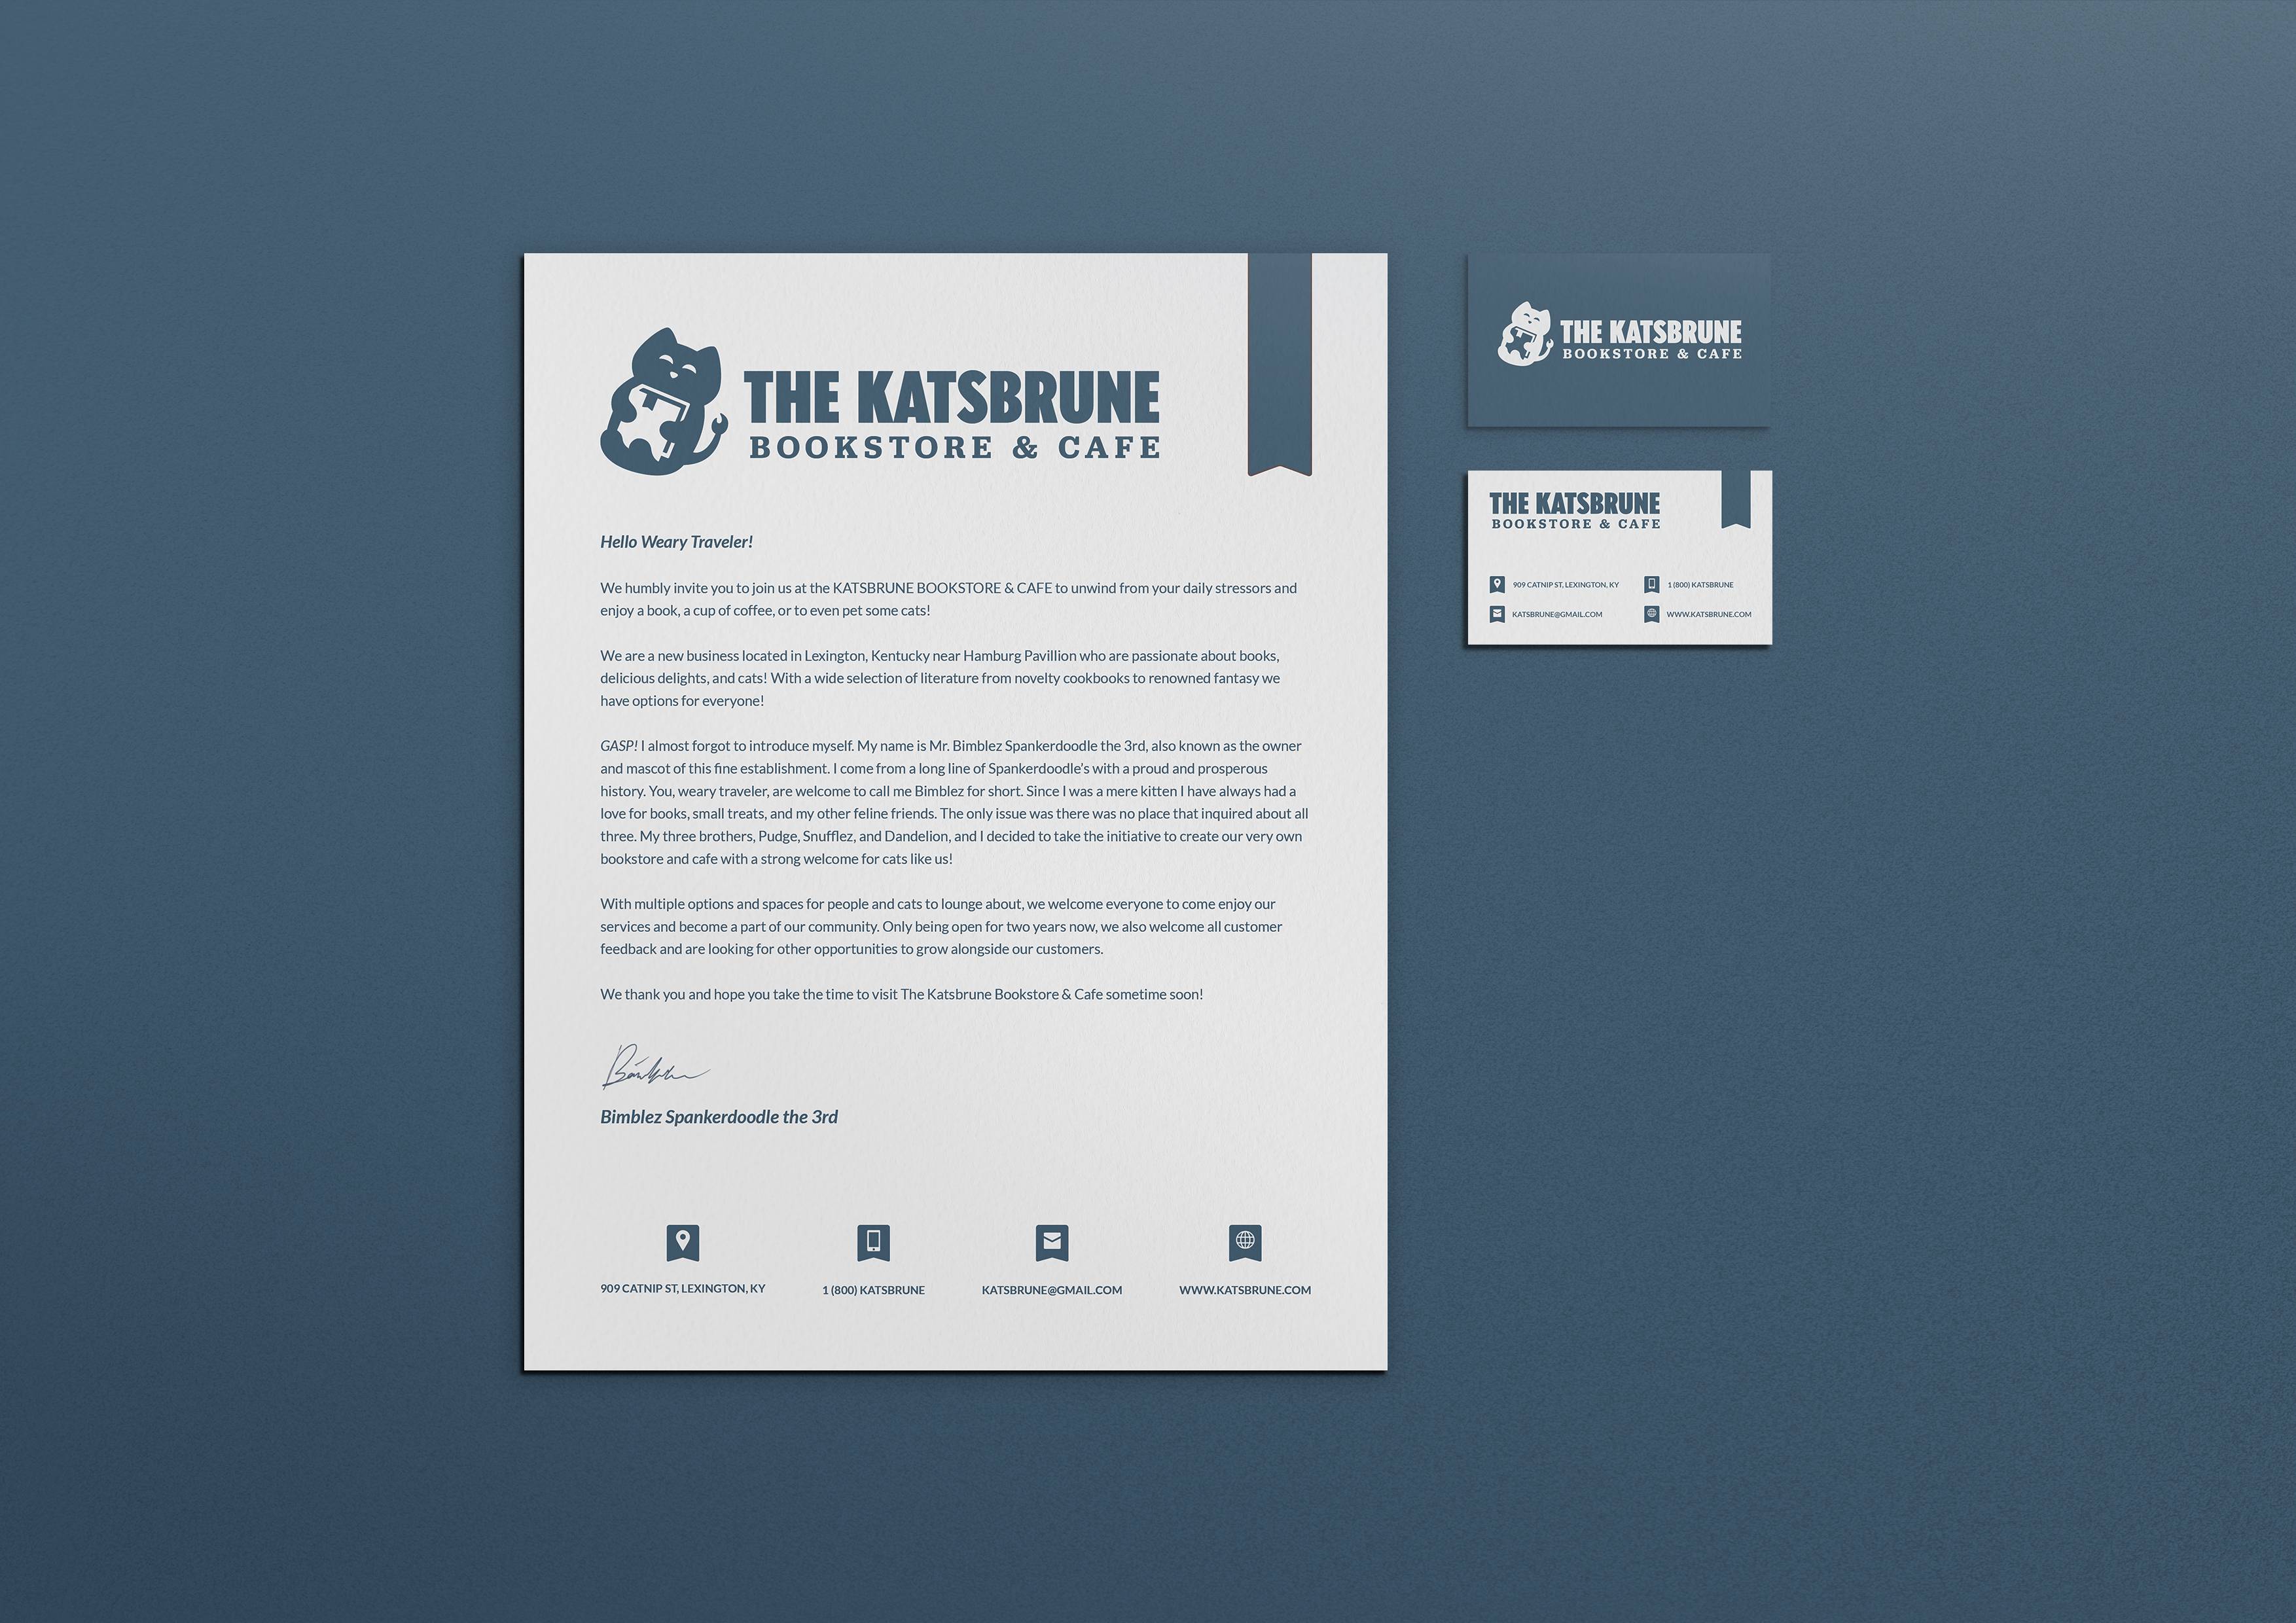 THE KATSBRUNE
BOOKSTORE & CAFE
Hello Weary Traveler!
We humbly invite you to join us at the KATSBRUNE BOOKSTORE & CAFE to unwind from your daily stressors and
enjoy a book, a cup of coffee, or to even pet some cats!
We are a new business located in Lexington, Kentucky near Hamburg Pavillion who are passionate about books,
delicious delights, and cats! With a wide selection of literature from novelty cookbooks to renowned fantasy we
have options for everyone!
GASP! I almost forgot to introduce myself. My name is Mr. Bimblez Spankerdoodle the 3rd, also known as the owner
and mascot of this fine establishment. I come from a long line of Spankerdoodle's with a proud and prosperous
history. You, weary traveler, are welcome to call me Bimblez for short. Since I was a mere kitten I have always had a
love for books, small treats, and my other feline friends. The only issue was there was no place that inquired about all
three. My three brothers, Pudge, Snufflez, and Dandelion, and I decided to take the initiative to create our very own
bookstore and cafe with a strong welcome for cats like us!
With multiple options and spaces for people and cats to lounge about, we welcome everyone to come enjoy our
services and become a part of our community. Only being open for two years now, we also welcome all customer
feedback and are looking for other opportunities to grow alongside our customers.
We thank you and hope you take the time to visit The Katsbrune Bookstore & Cafe sometime soon!
Bimblez Spankerdoodle the 3rd
909 CATNIP ST, LEXINGTON, KY
1 (800) KATSBRUNE
KATSBRUNE@GMAIL.COM
WWW.KATSBRUNE.COM
THE KATSBRUNE
BOOKSTORE & CAFE
THE KATSBRUNE
BOOKSTORE & CAFE
909 CATNIP ST, LEXINGTON, KY
1 (800) KATSBRUNE
KATSBRUNE@GMAIL.COM
WWW.KATSBRUNE.COM